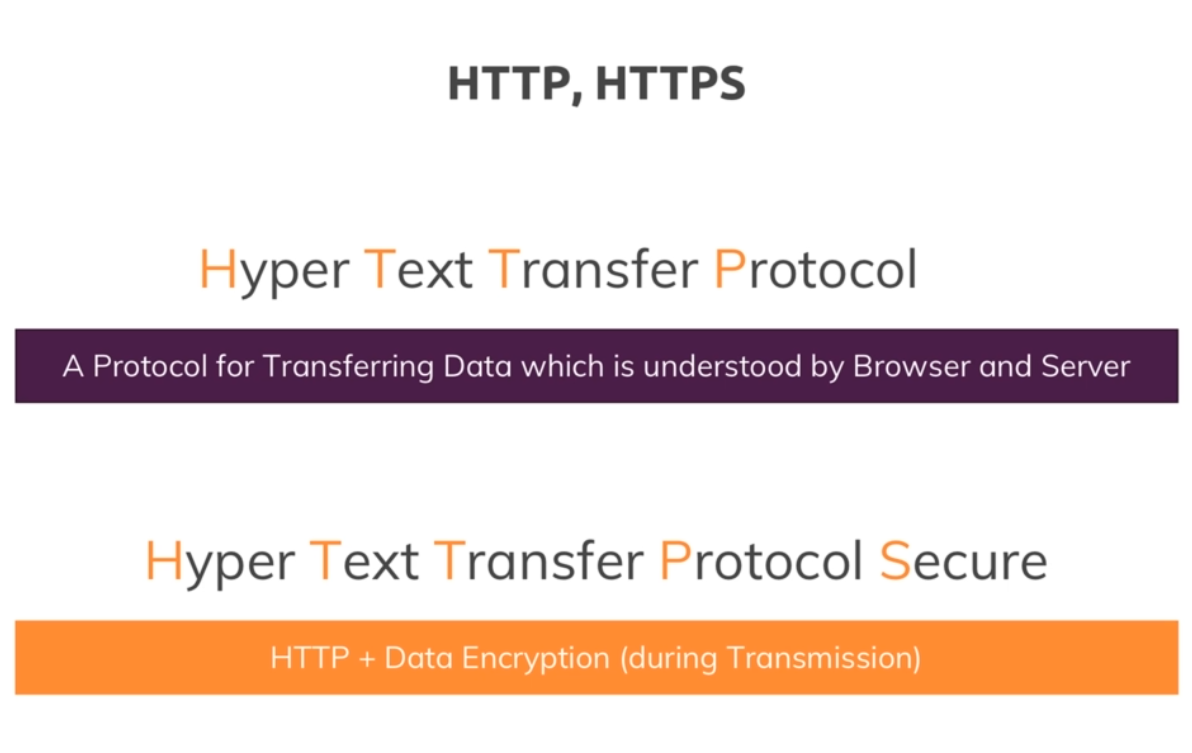 HTTP, HTTPS
Hyper Text Transfer Protocol
A Protocol for Transferring Data which is understood by Browser and Server
Hyper Text Transfer Protocol Secure
HTTP + Data Encryption (during Transmission)